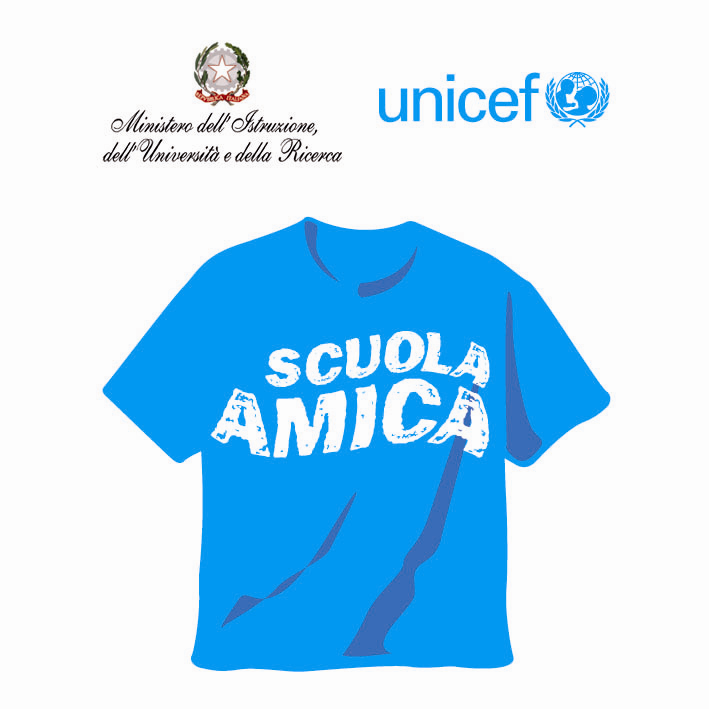 Ministero dell'Istruzione,
dell'Università e della Ricerca
unicef
SCUOLA
AMICA